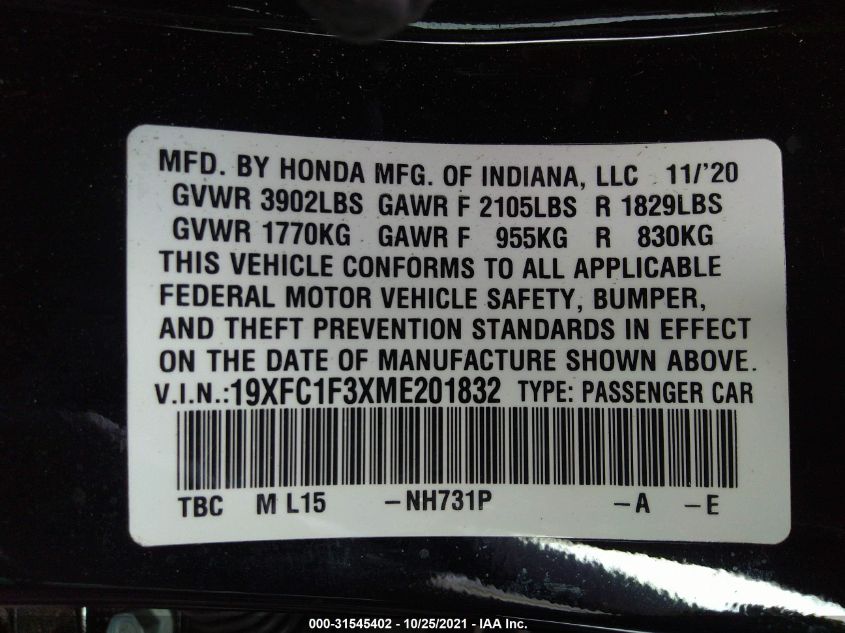 MFD. BY HONDA MFG. OF INDIANA, LLC 11/'20
GVWR 3902LBS GAWR F 2105LBS R 1829LBS
GVWR 1770KG GAWR F 955KG R 830KG
THIS VEHICLE CONFORMS TO ALL APPLICABLE
FEDERAL MOTOR VEHICLE SAFETY, BUMPER,
AND THEFT PREVENTION STANDARDS IN EFFECT
ON THE DATE OF MANUFACTURE SHOWN ABOVE.
V.I.N.:19XFC1F3XME201832 TYPE: PASSENGER CAR
TBC M L15 -NH731P -A -E
000-31545402 - 10/25/2021 - IAA Inc.